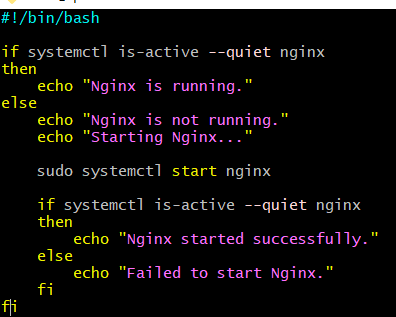 #!/bin/bash

if systemctl is-active --quiet nginx
then
    echo "Nginx is running."
else
    echo "Nginx is not running."
    echo "Starting Nginx..."

    sudo systemctl start nginx

    if systemctl is-active --quiet nginx
    then
        echo "Nginx started successfully."
    else
        echo "Failed to start Nginx."
    fi
fi